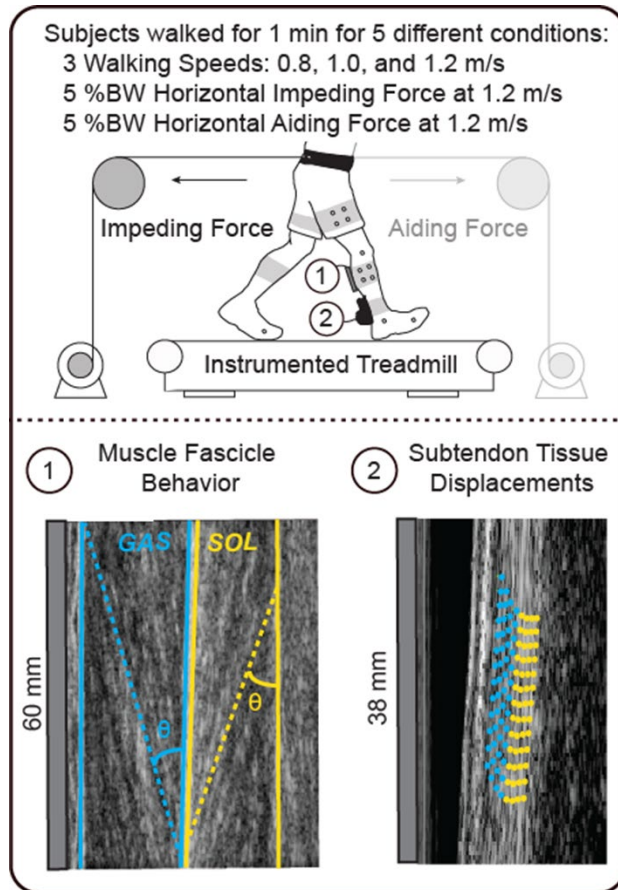 Subjects walked for 1 min for 5 different conditions:
3 Walking Speeds: 0.8, 1.0, and 1.2 m/s
5 %BW Horizontal Impeding Force at 1.2 m/s
5 %BW Horizontal Aiding Force at 1.2 m/s
Impeding Force
Aiding Force
1
2
Instrumented Treadmill
1
Muscle Fascicle
Behavior
2
Subtendon Tissue
Displacements
GAS
SOL
60 mm
θ
θ
38 mm